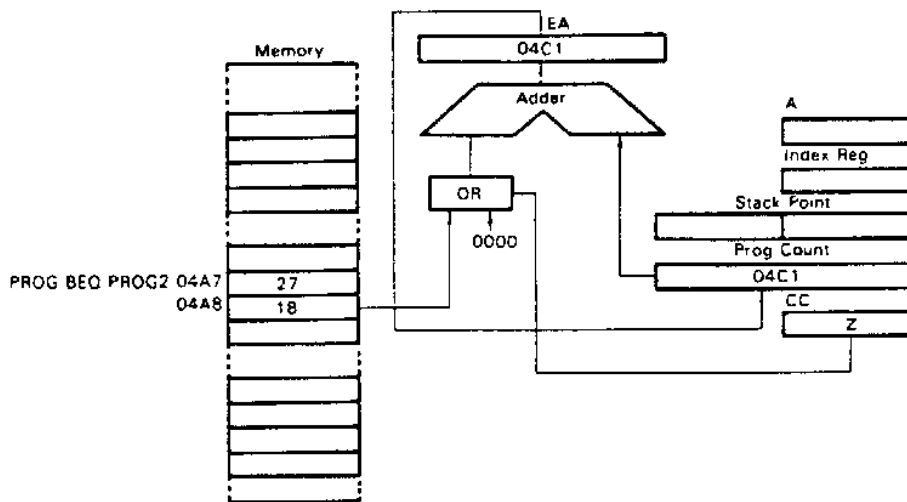 EA
04C1
Memory
Adder
A
Index Reg
OR
Stack Point
0000
Prog Count
PROG BEQ PROG2 04A7 27
04C1
04A8 18
CC
Z